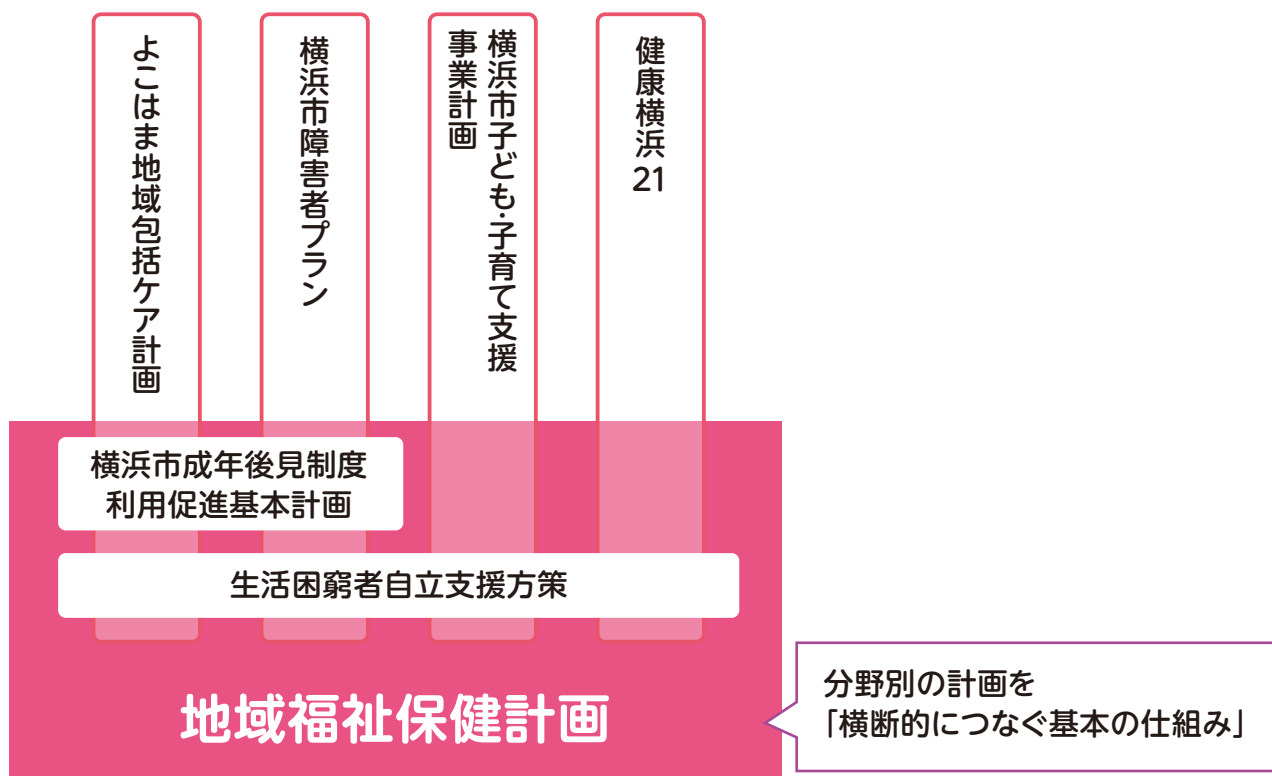 よこはま地域包括ケア計画
横浜市障害者プラン
横浜市子ども・子育て支援
事業計画
健康横浜21
横浜市成年後見制度
利用促進基本計画
生活困窮者自立支援方策
地域福祉保健計画
分野別の計画を
「横断的につなぐ基本の仕組み」